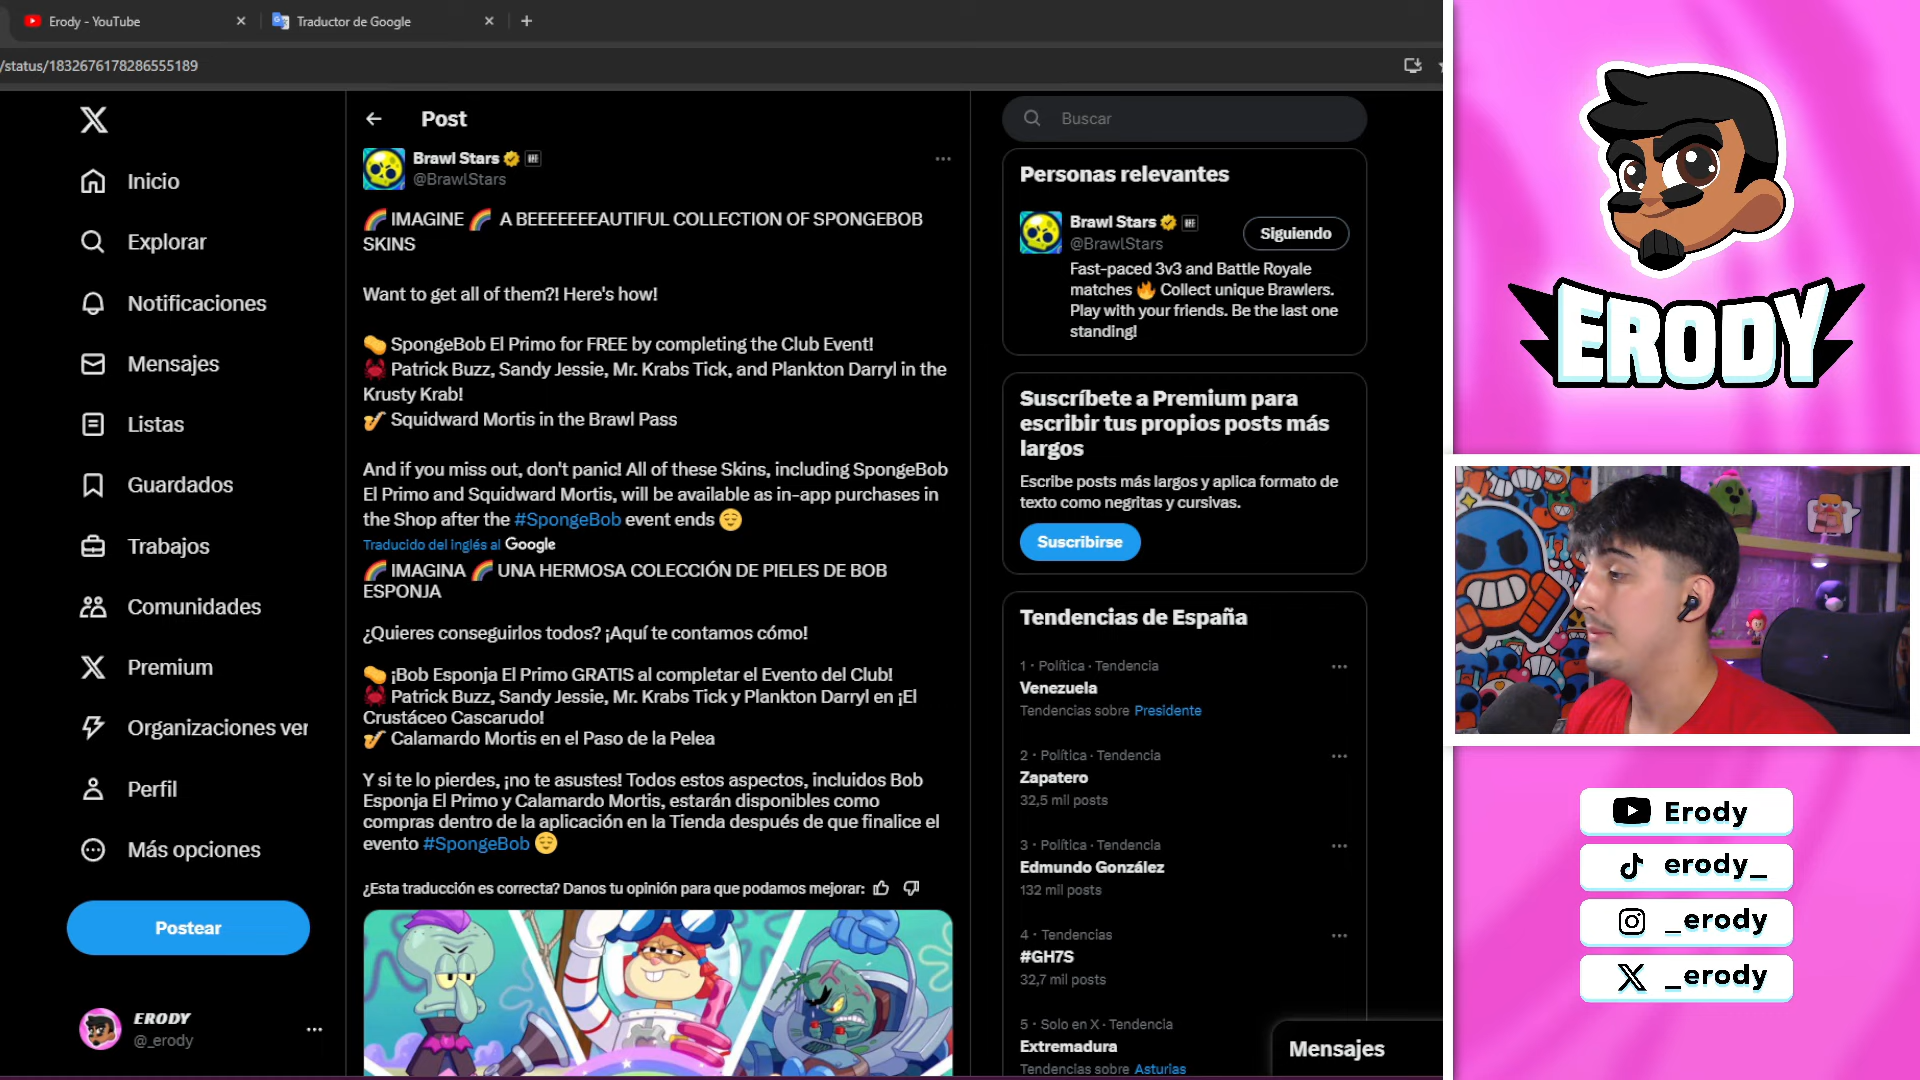 Erody - YouTube
Traductor de Google
/status/1832676178286555189
Inicio
Explorar
Notificaciones
Mensajes
Listas
Guardados
Trabajos
Comunidades
Premium
Organizaciones ver
Perfil
Más opciones
Postear
ERODY
@_erody
Post
Brawl Stars
@BrawlStars
🌈 IMAGINE 🌈 A BEEEEEEEAUTIFUL COLLECTION OF SPONGEBOB
SKINS
Want to get all of them?! Here's how!
SpongeBob El Primo for FREE by completing the Club Event!
🦀 Patrick Buzz, Sandy Jessie, Mr. Krabs Tick, and Plankton Darryl in the
Krusty Krab!
🎷 Squidward Mortis in the Brawl Pass
And if you miss out, don't panic! All of these Skins, including SpongeBob
El Primo and Squidward Mortis, will be available as in-app purchases in
the Shop after the #SpongeBob event ends 😌
Traducido del inglés al Google
🌈 IMAGINA 🌈 UNA HERMOSA COLECCIÓN DE PIELES DE BOB
ESPONJA
¿Quieres conseguirlos todos? ¡Aquí te contamos cómo!
¡Bob Esponja El Primo GRATIS al completar el Evento del Club!
🦀 Patrick Buzz, Sandy Jessie, Mr. Krabs Tick y Plankton Darryl en ¡El
Crustáceo Cascarudo!
🎷 Calamardo Mortis en el Paso de la Pelea
Y si te lo pierdes, ¡no te asustes! Todos estos aspectos, incluidos Bob
Esponja El Primo y Calamardo Mortis, estarán disponibles como
compras dentro de la aplicación en la Tienda después de que finalice el
evento #SpongeBob 😌
¿Esta traducción es correcta? Danos tu opinión para que podamos mejorar:
Buscar
Personas relevantes
Brawl Stars
@BrawlStars
Siguiendo
Fast-paced 3v3 and Battle Royale
matches 🔥 Collect unique Brawlers.
Play with your friends. Be the last one
standing!
Suscríbete a Premium para
escribir tus propios posts más
largos
Escribe posts más largos y aplica formato de
texto como negritas y cursivas.
Suscribirse
Tendencias de España
1 · Política · Tendencia
Venezuela
Tendencias sobre Presidente
2 · Política · Tendencia
Zapatero
32,5 mil posts
3 · Política · Tendencia
Edmundo González
132 mil posts
4 · Tendencias
#GH7S
32,7 mil posts
5 · Solo en X · Tendencia
Extremadura
Tendencias sobre Asturias
Mensajes
ERODY
Erody
erody_
_erody
_erody